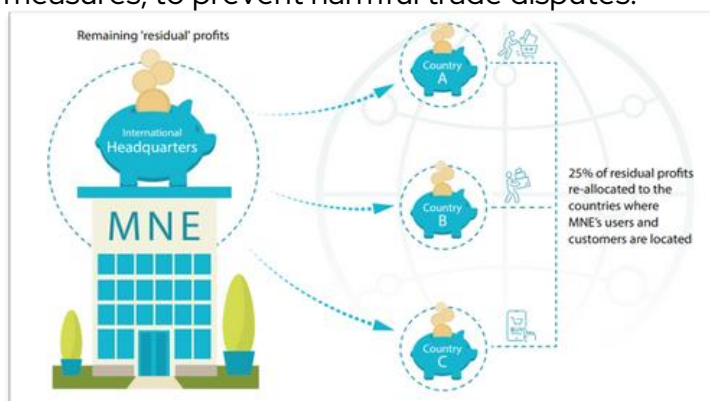 measures, to prevent harmful trade disputes.
Remaining 'residual' profits
International
Headquarters
MNE
Country
A
Country
B
Country
C
25% of residual profits
re-allocated to the
countries where
MNE's users and
customers are located